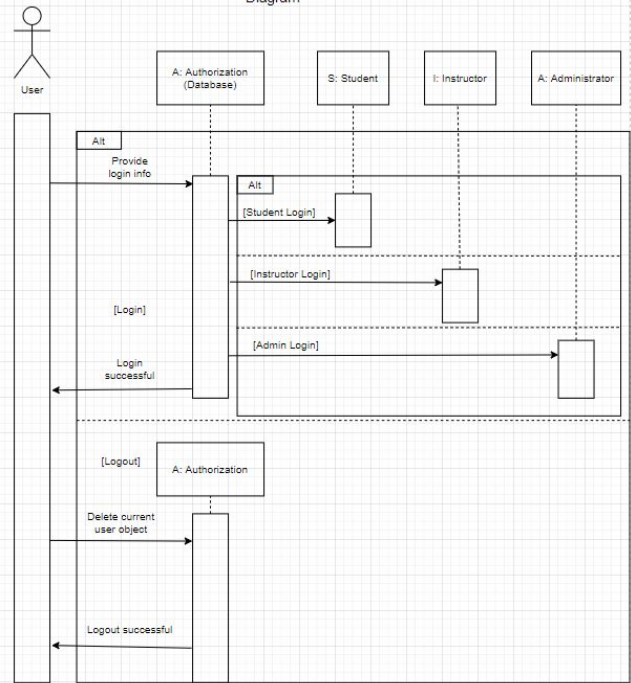 Diagram
User
A: Authorization
(Database)
S: Student
I: Instructor
A: Administrator
Alt
Provide
login info
Alt
[Student Login]
[Instructor Login]
[Login]
[Admin Login]
Login
successful
[Logout]
A: Authorization
Delete current
user object
Logout successful